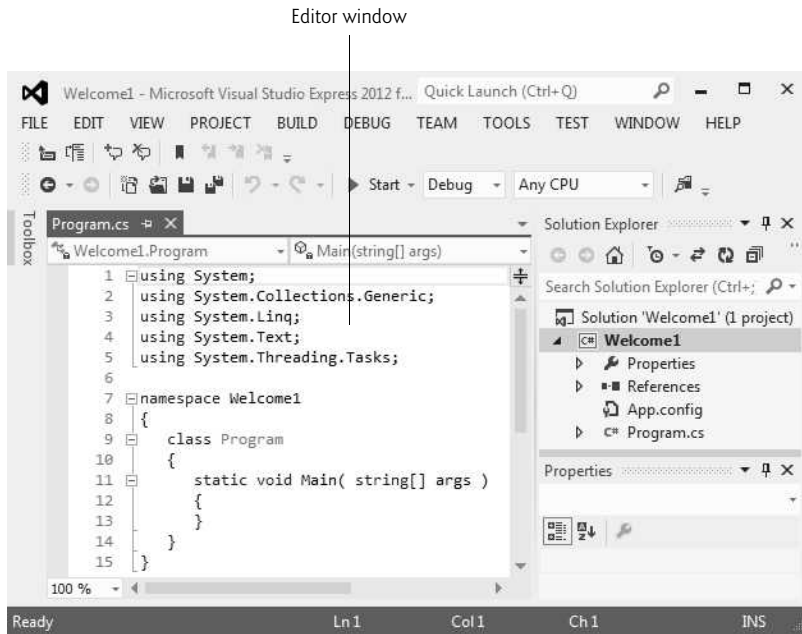 Editor window
Welcome1 - Microsoft Visual Studio Express 2012 f... Quick Launch (Ctrl+Q)
FILE EDIT VIEW PROJECT BUILD DEBUG TEAM TOOLS TEST WINDOW HELP
Start Debug Any CPU
Toolbox
Program.cs
Welcome1.Program Main(string[] args)
1 using System;
2 using System.Collections.Generic;
3 using System.Linq;
4 using System.Text;
5 using System.Threading.Tasks;
6
7 namespace Welcome1
8 {
9 class Program
10 {
11 static void Main( string[] args )
12 {
13 }
14 }
15 }
100 %
Solution Explorer
Search Solution Explorer (Ctrl+;
Solution 'Welcome1' (1 project)
C# Welcome1
Properties
References
App.config
C# Program.cs
Properties
Ready Ln 1 Col 1 Ch 1 INS